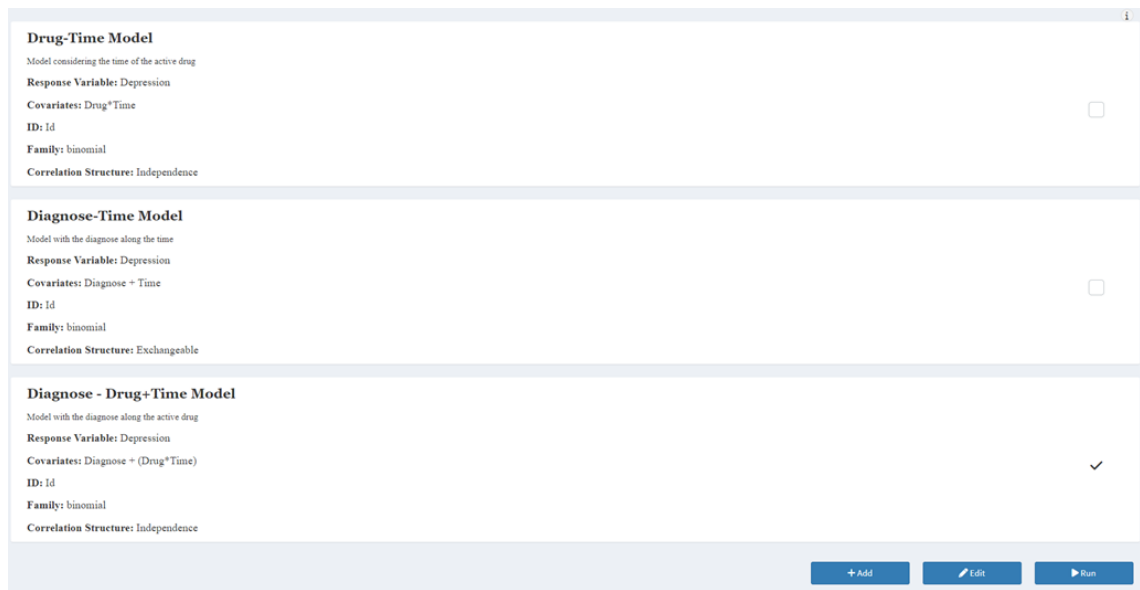 i
Drug-Time Model
Model considering the time of the active drug
Response Variable: Depression
Covariates: Drug*Time
ID: Id
Family: binomial
Correlation Structure: Independence
Diagnose-Time Model
Model with the diagnose along the time
Response Variable: Depression
Covariates: Diagnose + Time
ID: Id
Family: binomial
Correlation Structure: Exchangeable
Diagnose - Drug+Time Model
Model with the diagnose along the active drug
Response Variable: Depression
Covariates: Diagnose + (Drug*Time)
ID: Id
Family: binomial
Correlation Structure: Independence
+ Add Edit Run